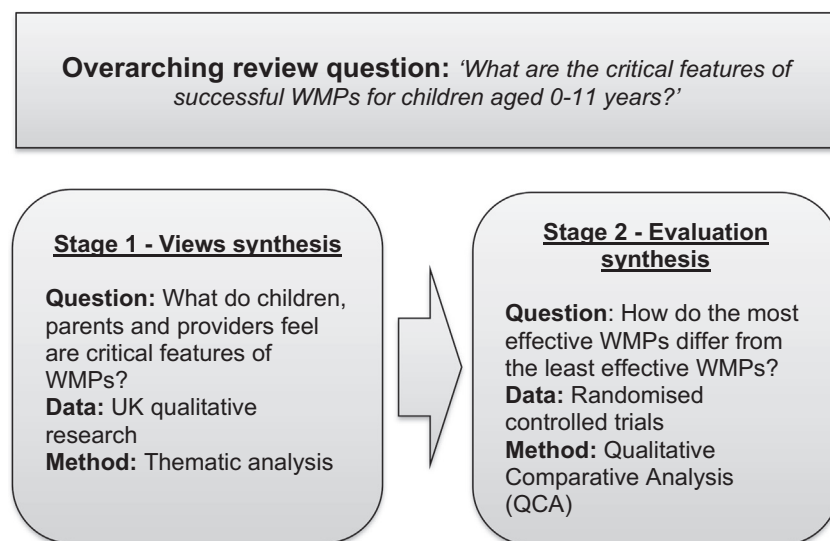 Overarching review question: ‘What are the critical features of
successful WMPs for children aged 0-11 years?’
Stage 1 - Views synthesis
Question: What do children,
parents and providers feel
are critical features of
WMPs?
Data: UK qualitative
research
Method: Thematic analysis
Stage 2 - Evaluation
synthesis
Question: How do the most
effective WMPs differ from
the least effective WMPs?
Data: Randomised
controlled trials
Method: Qualitative
Comparative Analysis
(QCA)